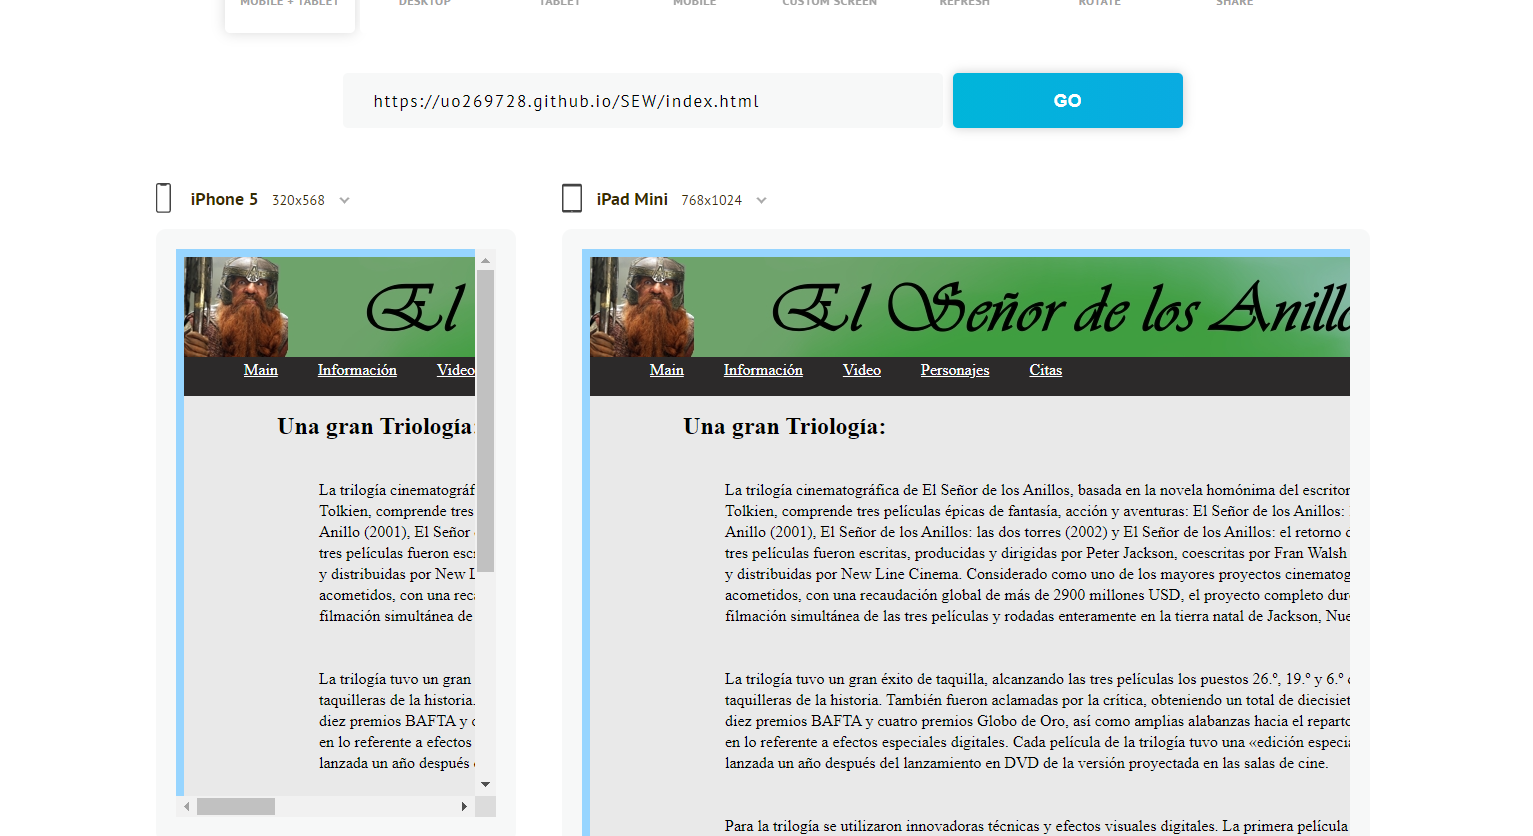 MOBILE + TABLET DESKTOP TABLET MOBILE CUSTOM SCREEN REFRESH ROTATE SHARE
https://uo269728.github.io/SEW/index.html GO
iPhone 5 320x568
El
Main Información Video
Una gran Triología:
La trilogía cinematográf
Tolkien, comprende tres
Anillo (2001), El Señor
tres películas fueron esc
y distribuidas por New L
acometidos, con una reca
filmación simultánea de
La trilogía tuvo un gran
taquilleras de la historia.
diez premios BAFTA y c
en lo referente a efectos
lanzada un año después
iPad Mini 768x1024
El Señor de los Anillo
Main Información Video Personajes Citas
Una gran Triología:
La trilogía cinematográfica de El Señor de los Anillos, basada en la novela homónima del escritor
Tolkien, comprende tres películas épicas de fantasía, acción y aventuras: El Señor de los Anillos:
Anillo (2001), El Señor de los Anillos: las dos torres (2002) y El Señor de los Anillos: el retorno
tres películas fueron escritas, producidas y dirigidas por Peter Jackson, coescritas por Fran Walsh
y distribuidas por New Line Cinema. Considerado como uno de los mayores proyectos cinematog
acometidos, con una recaudación global de más de 2900 millones USD, el proyecto completo dur
filmación simultánea de las tres películas y rodadas enteramente en la tierra natal de Jackson, Nue
La trilogía tuvo un gran éxito de taquilla, alcanzando las tres películas los puestos 26.º, 19.º y 6.º
taquilleras de la historia. También fueron aclamadas por la crítica, obteniendo un total de diecisiet
diez premios BAFTA y cuatro premios Globo de Oro, así como amplias alabanzas hacia el reparto
en lo referente a efectos especiales digitales. Cada película de la trilogía tuvo una «edición especia
lanzada un año después del lanzamiento en DVD de la versión proyectada en las salas de cine.
Para la trilogía se utilizaron innovadoras técnicas y efectos visuales digitales. La primera película